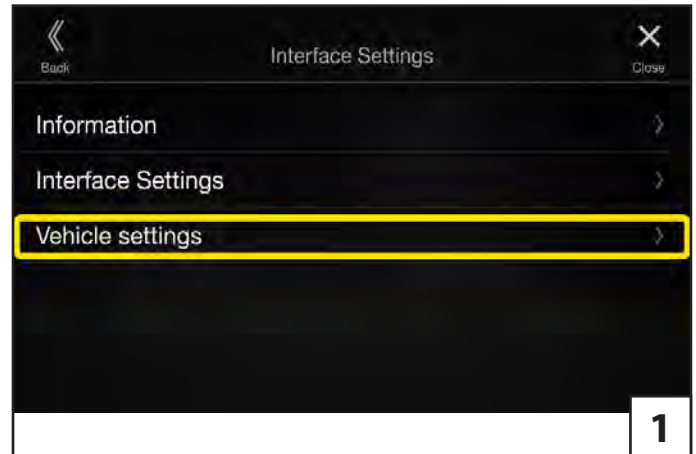 Back
Interface Settings
Close
Information
Interface Settings
Vehicle settings
1